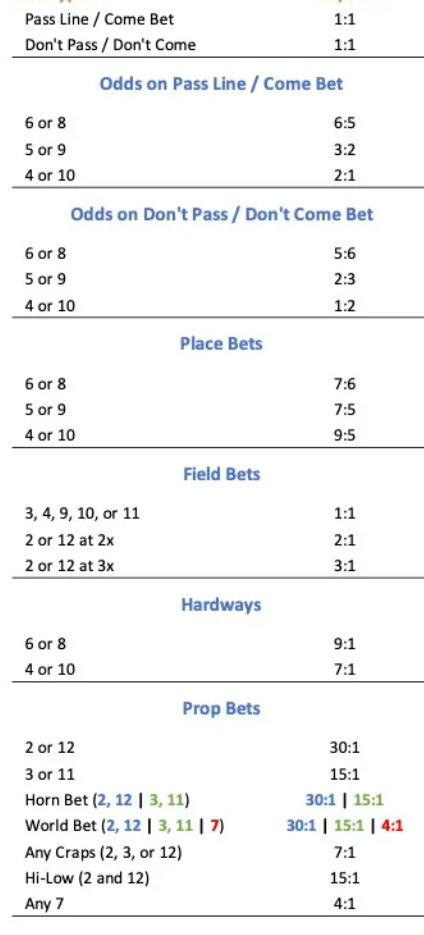 Pass Line / Come Bet 1:1
Don't Pass / Don't Come 1:1
Odds on Pass Line / Come Bet
6 or 8 6:5
5 or 9 3:2
4 or 10 2:1
Odds on Don't Pass / Don't Come Bet
6 or 8 5:6
5 or 9 2:3
4 or 10 1:2
Place Bets
6 or 8 7:6
5 or 9 7:5
4 or 10 9:5
Field Bets
3, 4, 9, 10, or 11 1:1
2 or 12 at 2x 2:1
2 or 12 at 3x 3:1
Hardways
6 or 8 9:1
4 or 10 7:1
Prop Bets
2 or 12 30:1
3 or 11 15:1
Horn Bet (2, 12 | 3, 11) 30:1 | 15:1
World Bet (2, 12 | 3, 11 | 7) 30:1 | 15:1 | 4:1
Any Craps (2, 3, or 12) 7:1
Hi-Low (2 and 12) 15:1
Any 7 4:1